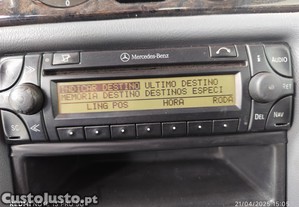 Mercedes-Benz
AUDIO
INDICAR DESTINO ULTIMO DESTINO
MEMORIA DESTINO DESTINOS ESPECI
LING POS HORA RODA
DEL NAV
CustoJusto.pt
21/04/2025 15:05